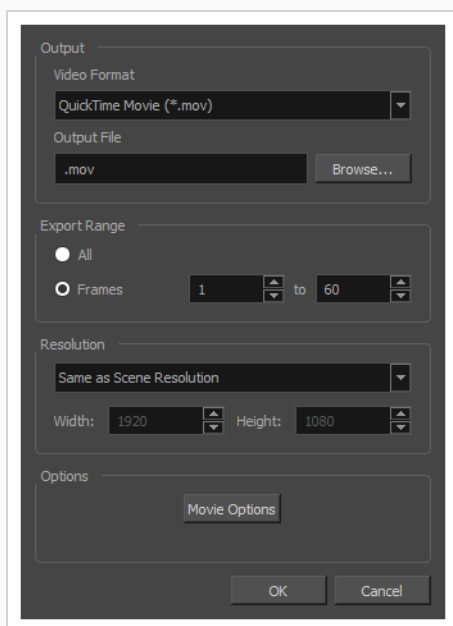 Output
Video Format
QuickTime Movie (*.mov)
Output File
.mov Browse...
Export Range
All
Frames 1 to 60
Resolution
Same as Scene Resolution
Width: 1920 Height: 1080
Options
Movie Options
OK Cancel